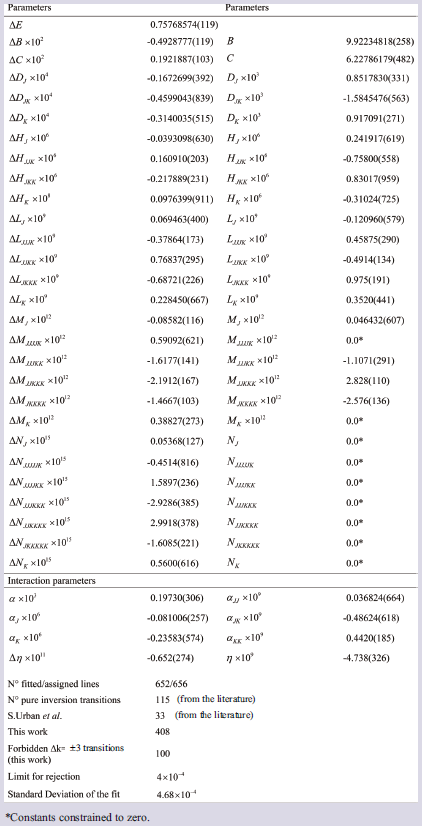 Parameters Parameters
ΔE 0.75768574(119)
ΔB ×10² -0.4928777(119) B 9.92234818(258)
ΔC ×10² 0.1921887(103) C 6.22786179(482)
ΔD_J ×10⁴ -0.1672699(392) D_J ×10³ 0.8517830(331)
ΔD_JK ×10⁴ -0.4599043(839) D_JK ×10³ -1.5845476(563)
ΔD_K ×10⁴ -0.3140035(515) D_K ×10³ 0.917091(271)
ΔH_J ×10⁶ -0.0393098(630) H_J ×10⁶ 0.241917(619)
ΔH_JJK ×10⁶ 0.160910(203) H_JJK ×10⁶ -0.75800(558)
ΔH_JKK ×10⁶ -0.217889(231) H_JKK ×10⁶ 0.83017(959)
ΔH_K ×10⁶ 0.0976399(911) H_K ×10⁶ -0.31024(725)
ΔL_J ×10⁹ 0.069463(400) L_J ×10⁹ -0.120960(579)
ΔL_JJJK ×10⁹ -0.37864(173) L_JJJK ×10⁹ 0.45875(290)
ΔL_JJKK ×10⁹ 0.76837(295) L_JJKK ×10⁹ -0.4914(134)
ΔL_JKKK ×10⁹ -0.68721(226) L_JKKK ×10⁹ 0.975(191)
ΔL_K ×10⁹ 0.228450(667) L_K ×10⁹ 0.3520(441)
ΔM_J ×10¹² -0.08582(116) M_J ×10¹² 0.046432(607)
ΔM_JJJJK ×10¹² 0.59092(621) M_JJJJK ×10¹² 0.0*
ΔM_JJJKK ×10¹² -1.6177(141) M_JJJKK ×10¹² -1.1071(291)
ΔM_JJKKK ×10¹² -2.1912(167) M_JJKKK ×10¹² 2.828(110)
ΔM_JKKKK ×10¹² -1.4667(103) M_JKKKK ×10¹² -2.576(136)
ΔM_K ×10¹² 0.38827(273) M_K ×10¹² 0.0*
ΔN_J ×10¹⁵ 0.05368(127) N_J 0.0*
ΔN_JJJJJK ×10¹⁵ -0.4514(816) N_JJJJJK 0.0*
ΔN_JJJJKK ×10¹⁵ 1.5897(236) N_JJJJKK 0.0*
ΔN_JJJKKK ×10¹⁵ -2.9286(385) N_JJJKKK 0.0*
ΔN_JJKKKK ×10¹⁵ 2.9918(378) N_JJKKKK 0.0*
ΔN_JKKKKK ×10¹⁵ -1.6085(221) N_JKKKKK 0.0*
ΔN_K ×10¹⁵ 0.5600(616) N_K 0.0*
Interaction parameters
α ×10³ 0.19730(306) α_JJ ×10⁹ 0.036824(664)
α_J ×10⁶ -0.081006(257) α_JK ×10⁹ -0.48624(618)
α_K ×10⁶ -0.23583(574) α_KK ×10⁹ 0.4420(185)
Δη ×10¹¹ -0.652(274) η ×10⁹ -4.738(326)
N° fitted/assigned lines 652/656
N° pure inversion transitions 115 (from the literature)
S.Urban et al. 33 (from the literature)
This work 408
Forbidden Δk= ±3 transitions
(this work) 100
Limit for rejection 4×10⁻⁴
Standard Deviation of the fit 4.68×10⁻⁴
*Constants constrained to zero.